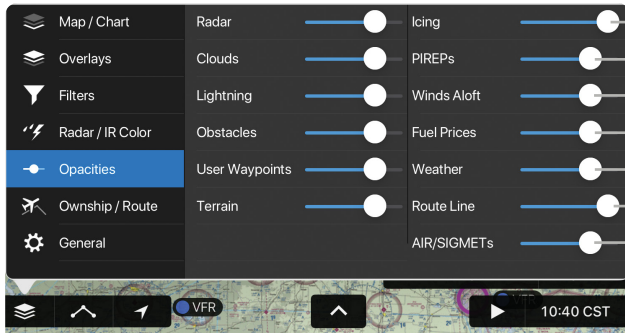 Map / Chart
Overlays
Filters
Radar / IR Color
Opacities
Ownship / Route
General
Radar
Clouds
Lightning
Obstacles
User Waypoints
Terrain
Icing
PIREPs
Winds Aloft
Fuel Prices
Weather
Route Line
AIR/SIGMETs
VFR
10:40 CST